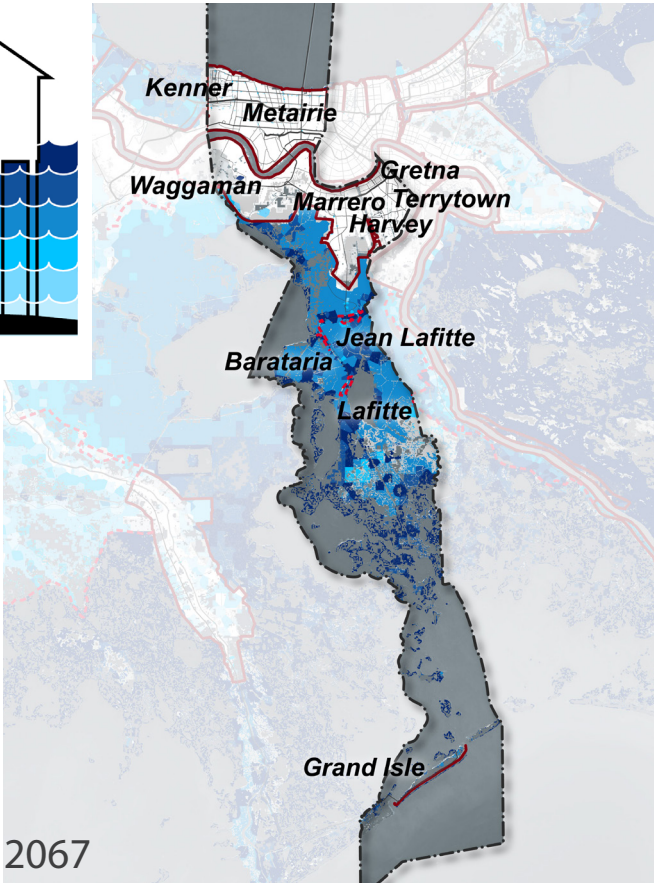 Kenner
Metairie
Gretna
Waggaman
Marrero
Terrytown
Harvey
Jean Lafitte
Barataria
Lafitte
Grand Isle
2067